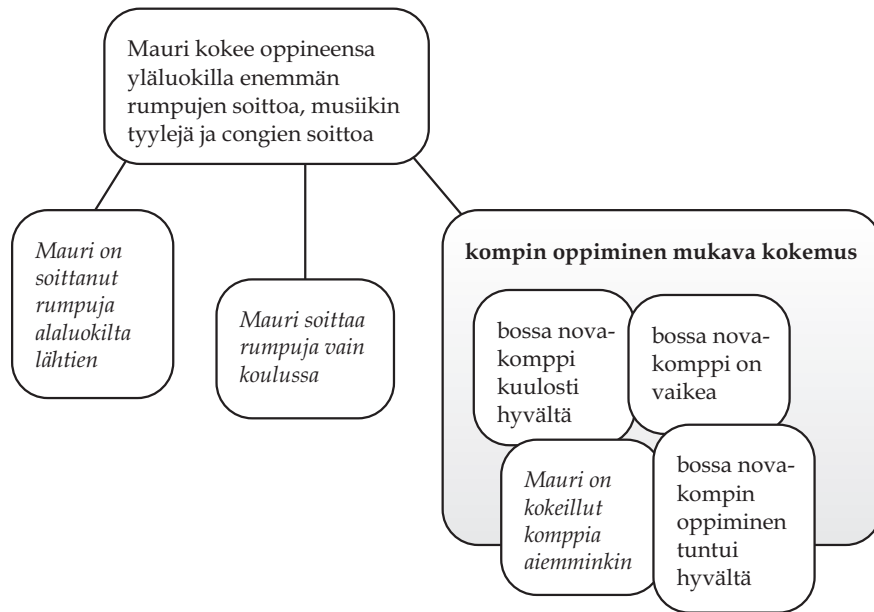 Mauri kokee oppineensa
yläluokilla enemmän
rumpujen soittoa, musiikin
tyylejä ja congien soittoa
Mauri on
soittanut
rumpuja
alaluokilta
lähtien
Mauri soittaa
rumpuja vain
koulussa
kompin oppiminen mukava kokemus
bossa nova-
komppi
kuulosti
hyvältä
bossa nova-
komppi on
vaikea
Mauri on
kokeillut
komppia
aiemminkin
bossa nova-
kompin
oppiminen
tuntui
hyvältä